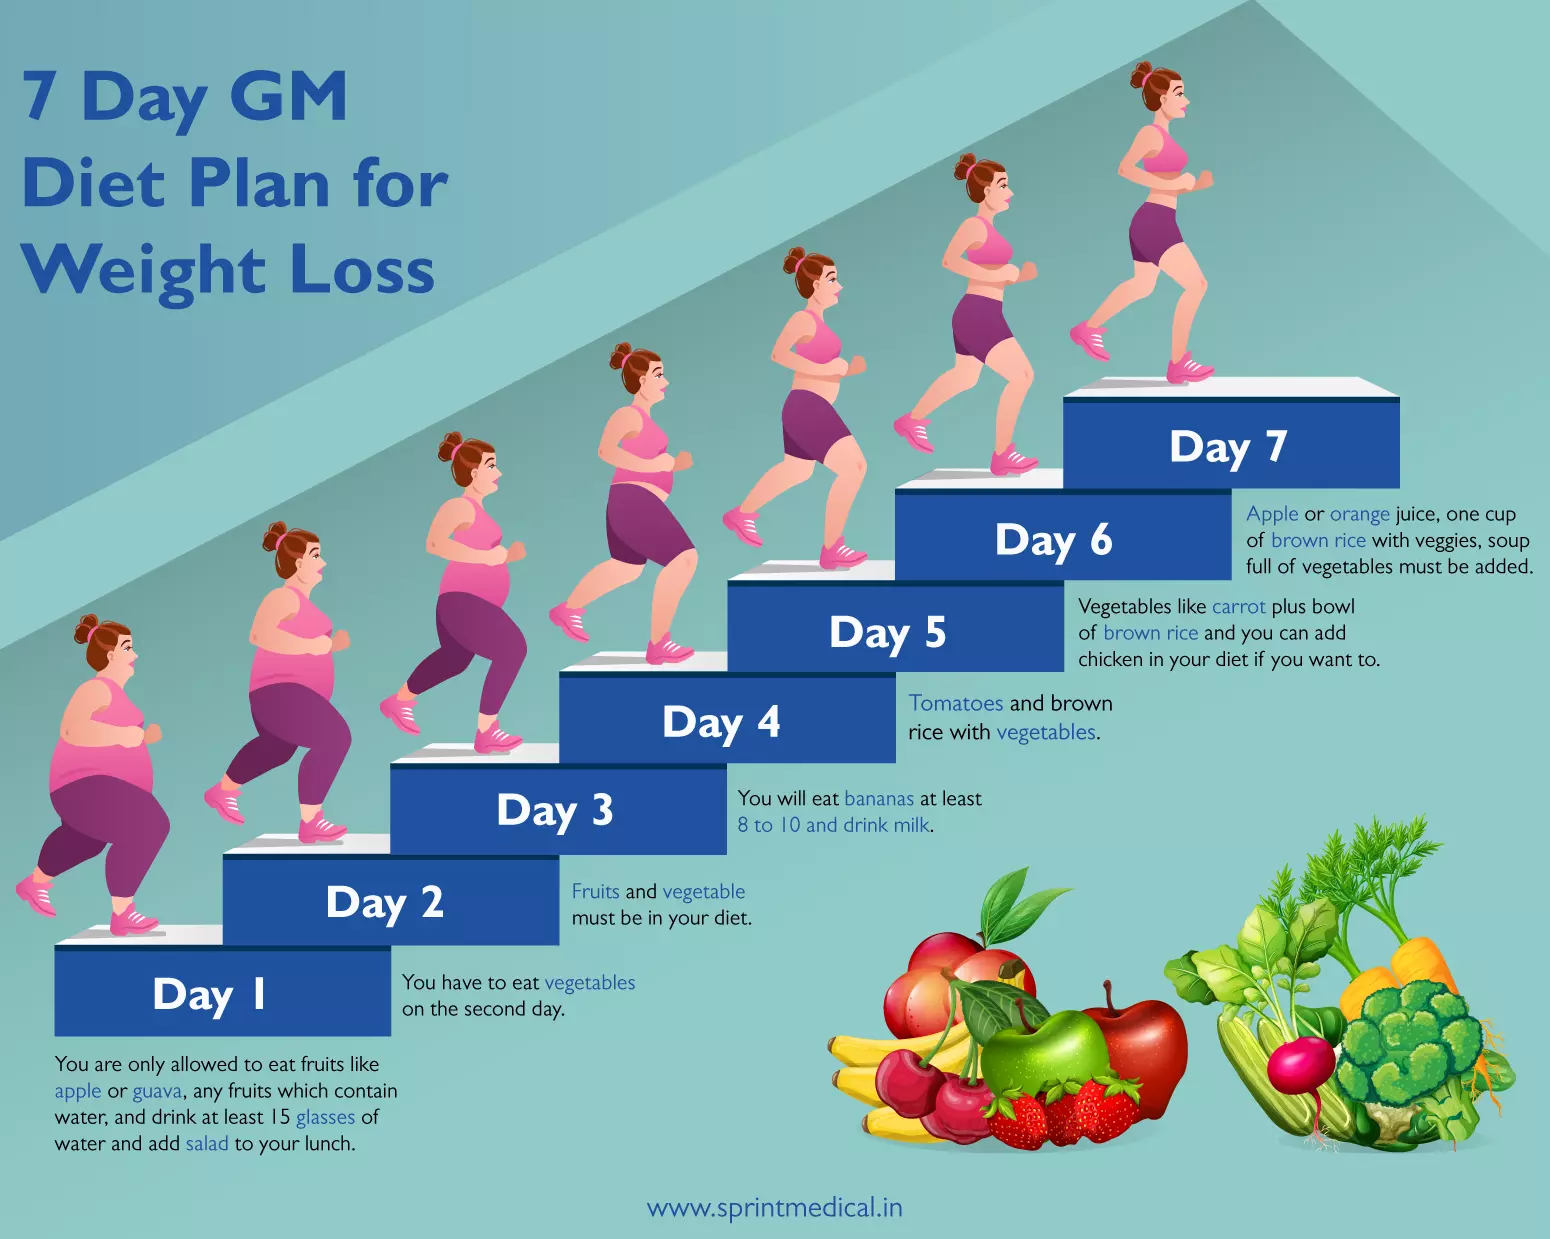 7 Day GM
Diet Plan for
Weight Loss
Day 1
You are only allowed to eat fruits like
apple or guava, any fruits which contain
water, and drink at least 15 glasses of
water and add salad to your lunch.
Day 2
You have to eat vegetables
on the second day.
Day 3
Fruits and vegetable
must be in your diet.
Day 4
You will eat bananas at least
8 to 10 and drink milk.
Day 5
Tomatoes and brown
rice with vegetables.
Day 6
Vegetables like carrot plus bowl
of brown rice and you can add
chicken in your diet if you want to.
Day 7
Apple or orange juice, one cup
of brown rice with veggies, soup
full of vegetables must be added.
www.sprintmedical.in